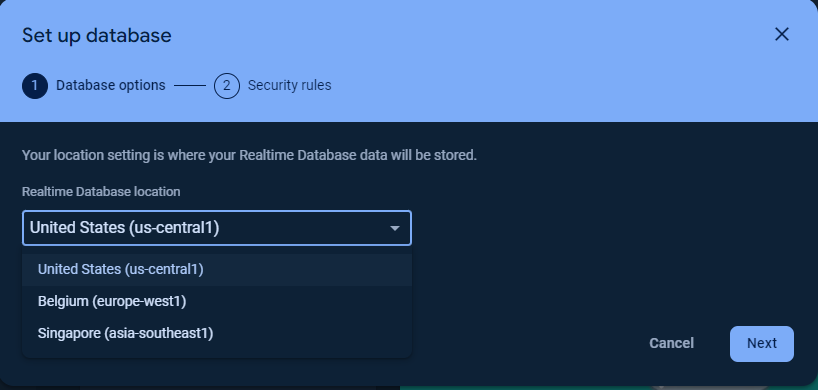 Set up database
1 Database options 2 Security rules
Your location setting is where your Realtime Database data will be stored.
Realtime Database location
United States (us-central1)
United States (us-central1)
Belgium (europe-west1)
Singapore (asia-southeast1)
Cancel Next